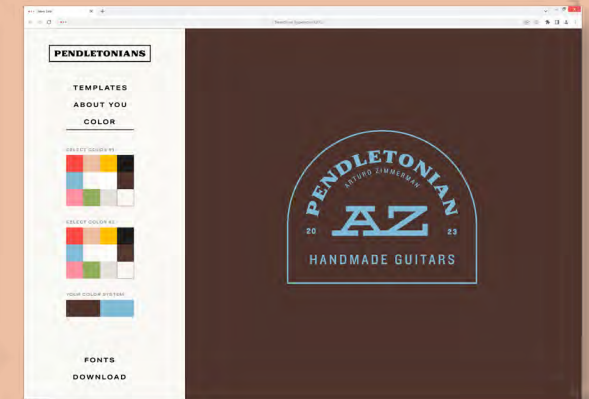 PENDLETONIANS
TEMPLATES
ABOUT YOU
COLOR
SELECT COLOR #1
SELECT COLOR #2
YOUR COLOR SYSTEM
FONTS
DOWNLOAD
PENDLETONIAN
ARTURO ZIMMERMAN
AZ
20 23
HANDMADE GUITARS